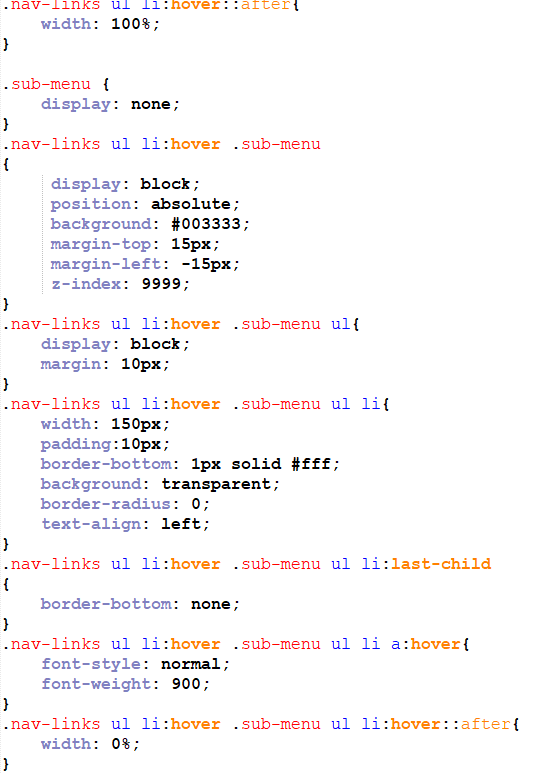 .nav-links ul li:hover::after{
    width: 100%;
}

.sub-menu {
    display: none;
}
.nav-links ul li:hover .sub-menu
{
     display: block;
     position: absolute;
     background: #003333;
     margin-top: 15px;
     margin-left: -15px;
     z-index: 9999;
}
.nav-links ul li:hover .sub-menu ul{
    display: block;
    margin: 10px;
}
.nav-links ul li:hover .sub-menu ul li{
    width: 150px;
    padding:10px;
    border-bottom: 1px solid #fff;
    background: transparent;
    border-radius: 0;
    text-align: left;
}
.nav-links ul li:hover .sub-menu ul li:last-child
{
    border-bottom: none;
}
.nav-links ul li:hover .sub-menu ul li a:hover{
    font-style: normal;
    font-weight: 900;
}
.nav-links ul li:hover .sub-menu ul li:hover::after{
    width: 0%;
}